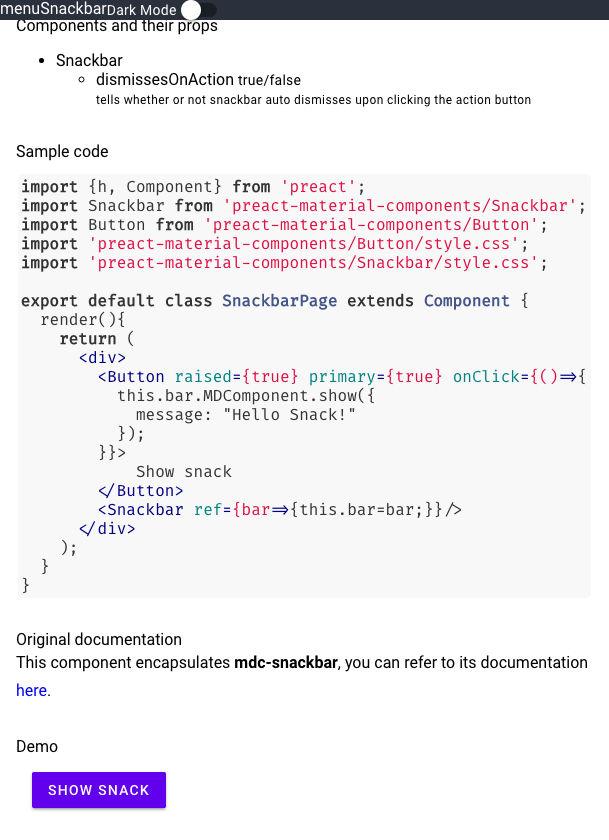 menuSnackbarDark Mode
Components and their props
Snackbar
dismissesOnAction true/false
tells whether or not snackbar auto dismisses upon clicking the action button
Sample code
import {h, Component} from 'preact';
import Snackbar from 'preact-material-components/Snackbar';
import Button from 'preact-material-components/Button';
import 'preact-material-components/Button/style.css';
import 'preact-material-components/Snackbar/style.css';
export default class SnackbarPage extends Component {
render(){
return (
<div>
<Button raised={true} primary={true} onClick={()=>{
this.bar.MDComponent.show({
message: "Hello Snack!"
});
}}>
Show snack
</Button>
<Snackbar ref={bar=>{this.bar=bar;}}/>
</div>
);
}
}
Original documentation
This component encapsulates mdc-snackbar, you can refer to its documentation
here.
Demo
SHOW SNACK